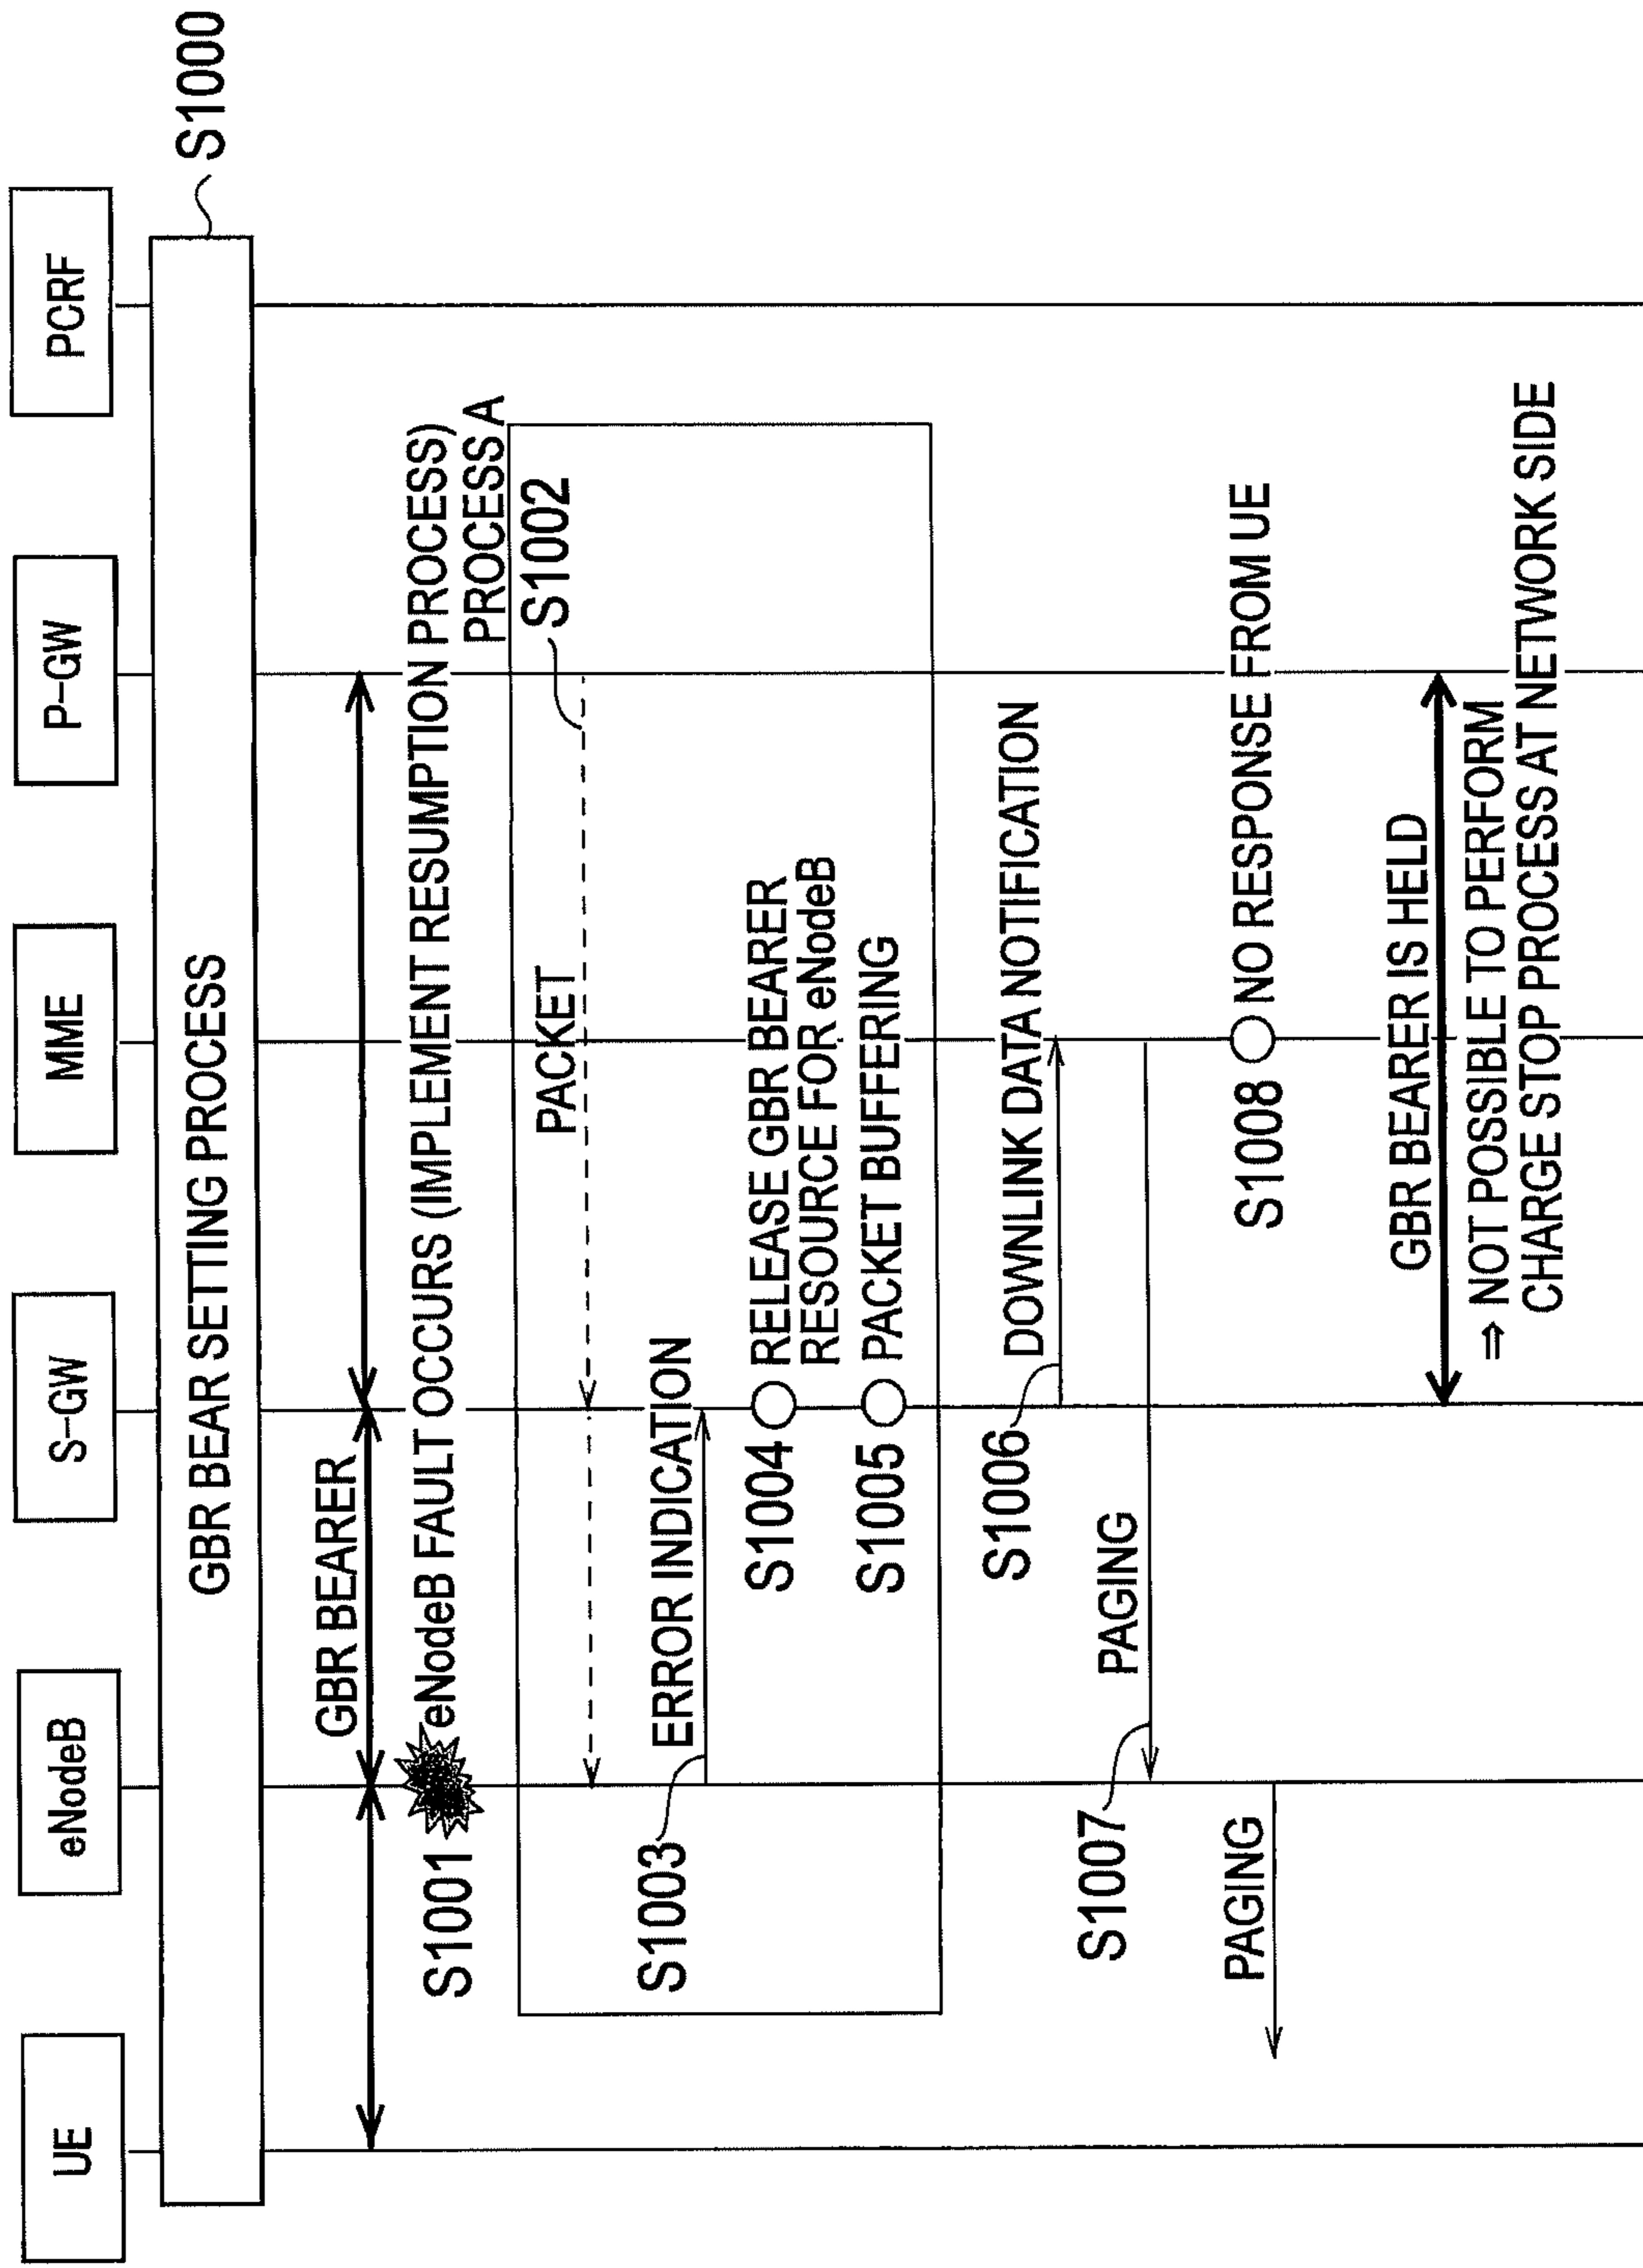 UE
eNodeB
S-GW
MME
P-GW
PCRF
GBR BEAR SETTING PROCESS
S1000
GBR BEARER
S1001
eNodeB FAULT OCCURS (IMPLEMENT RESUMPTION PROCESS)
PROCESS A
PACKET
S1002
S1003
ERROR INDICATION
S1004
RELEASE GBR BEARER
RESOURCE FOR eNodeB
S1005
PACKET BUFFERING
S1006
DOWNLINK DATA NOTIFICATION
S1007
PAGING
PAGING
S1008
NO RESPONSE FROM UE
GBR BEARER IS HELD
⇒ NOT POSSIBLE TO PERFORM
CHARGE STOP PROCESS AT NETWORK SIDE